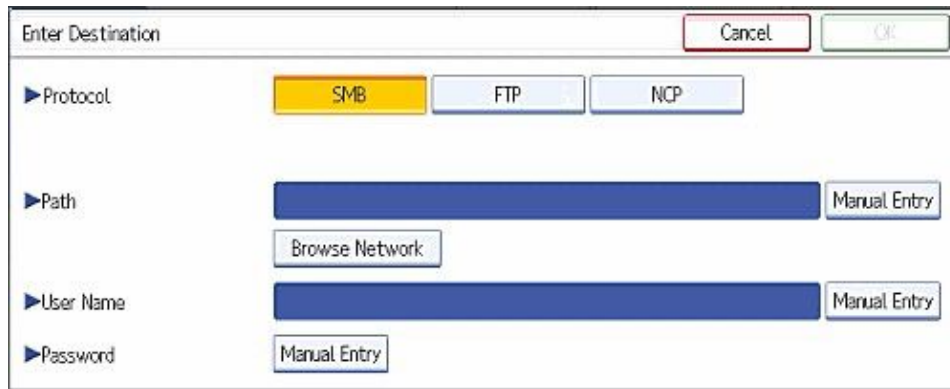 Enter Destination Cancel OK
►Protocol SMB FTP NCP
►Path Manual Entry
Browse Network
►User Name Manual Entry
►Password Manual Entry